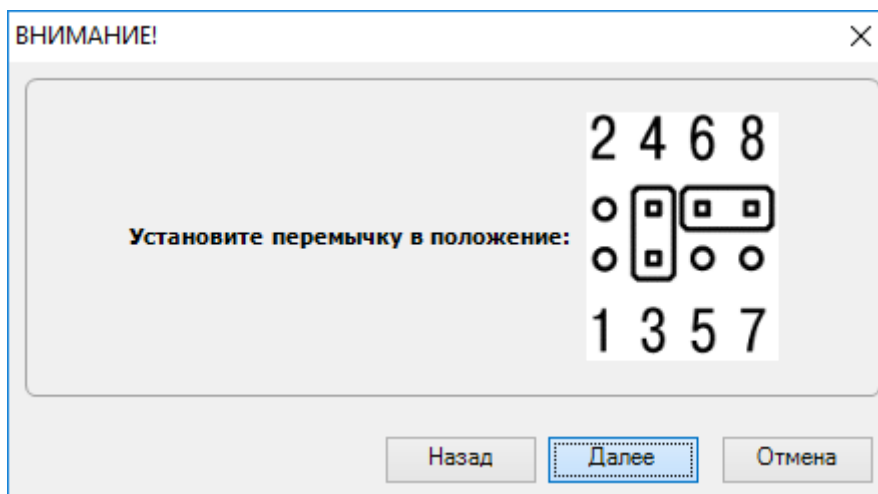 ВНИМАНИЕ!
2 4 6 8
Установите перемычку в положение:
1 3 5 7
Назад
Далее
Отмена